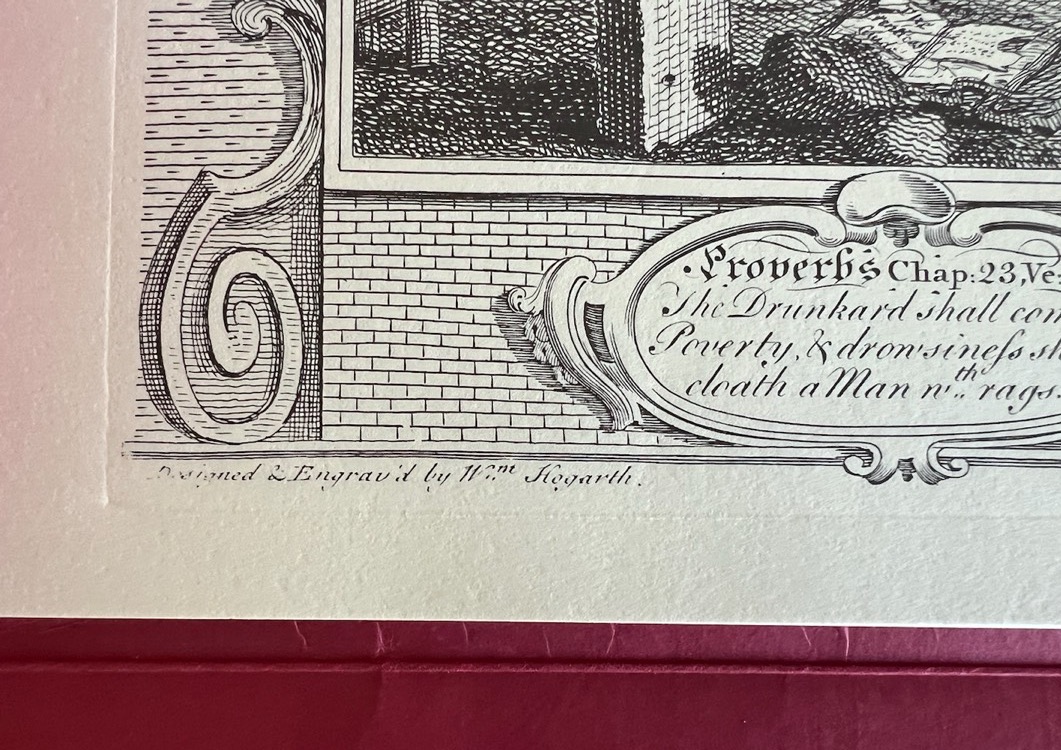 Proverbs Chap: 23, Ve:
The Drunkard shall com
Poverty, & drowsineſs sh
cloath a Man wth rags.
Designed & Engrav'd by Wm. Hogarth.